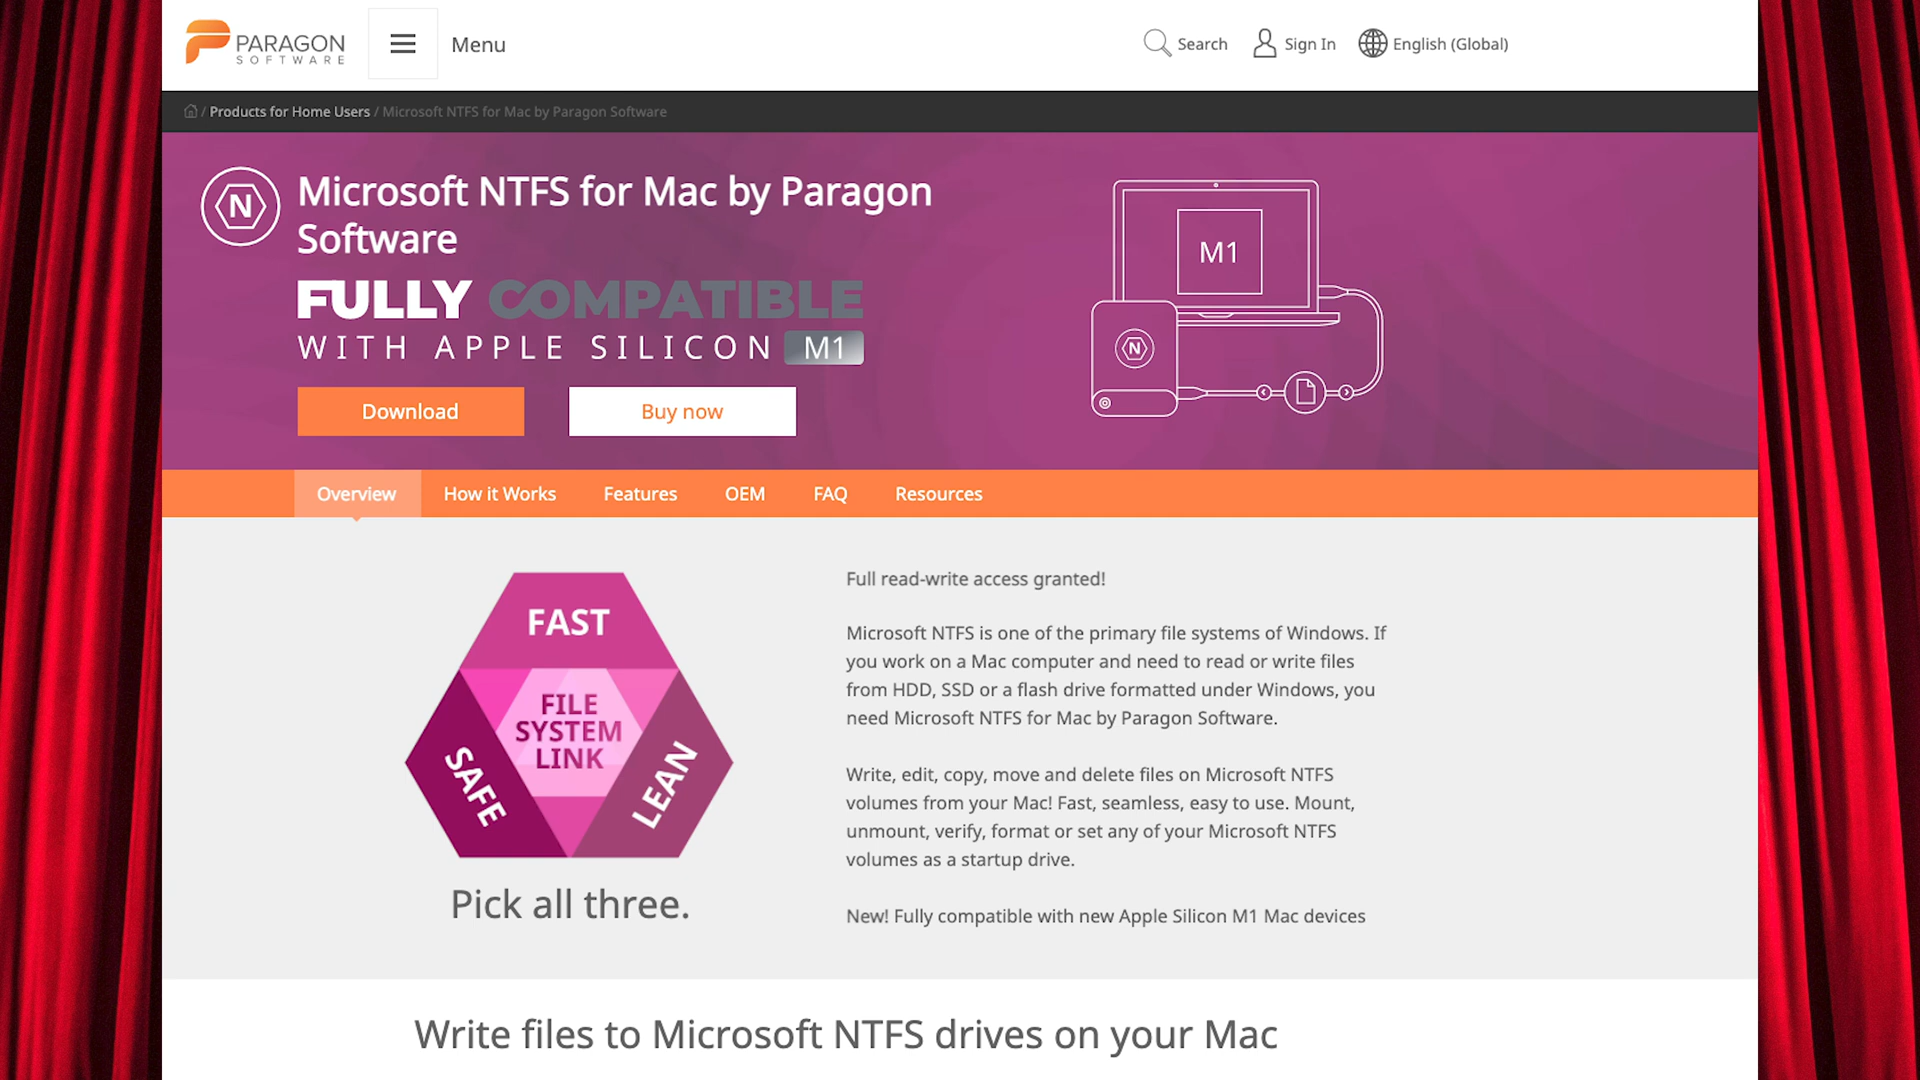 PARAGON
SOFTWARE
Menu
Search
Sign In
English (Global)
/ Products for Home Users / Microsoft NTFS for Mac by Paragon Software
N
Microsoft NTFS for Mac by Paragon
Software
FULLY COMPATIBLE
WITH APPLE SILICON M1
Download
Buy now
M1
N
Overview
How it Works
Features
OEM
FAQ
Resources
FAST
FILE
SYSTEM
LINK
SAFE
LEAN
Pick all three.
Full read-write access granted!
Microsoft NTFS is one of the primary file systems of Windows. If
you work on a Mac computer and need to read or write files
from HDD, SSD or a flash drive formatted under Windows, you
need Microsoft NTFS for Mac by Paragon Software.
Write, edit, copy, move and delete files on Microsoft NTFS
volumes from your Mac! Fast, seamless, easy to use. Mount,
unmount, verify, format or set any of your Microsoft NTFS
volumes as a startup drive.
New! Fully compatible with new Apple Silicon M1 Mac devices
Write files to Microsoft NTFS drives on your Mac